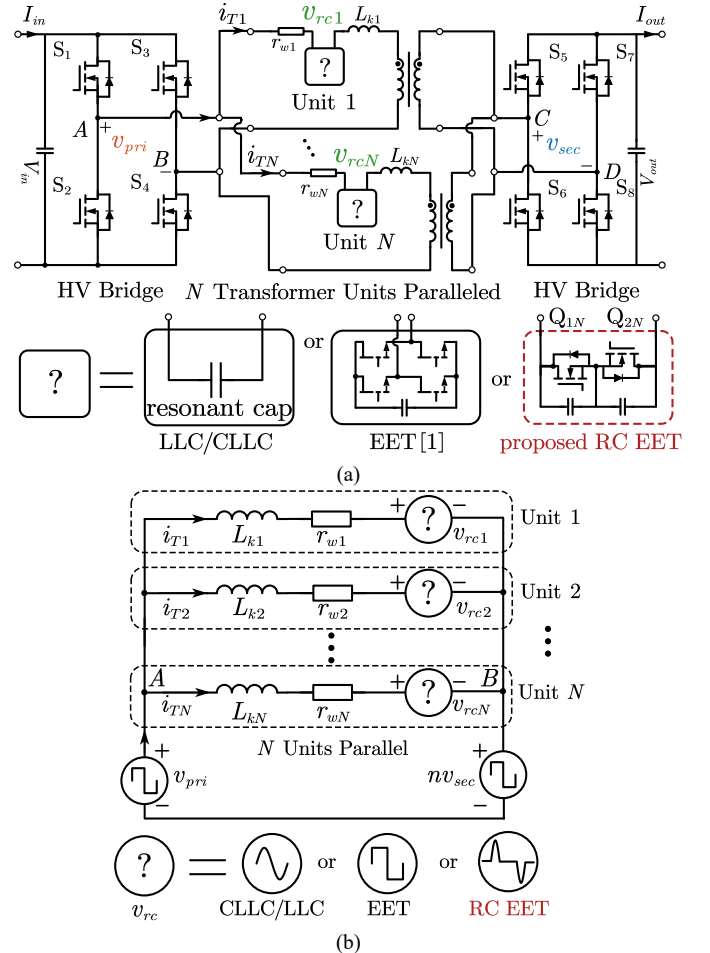 I_in i_T1 v_rc1 L_k1 I_out
S_1 S_3 r_w1 ? S_5 S_7
Unit 1
A + v_pri C + v_sec
B − i_TN v_rcN L_kN − D
V_in r_wN V_out
S_2 S_4 ? S_6 S_8
Unit N
HV Bridge N Transformer Units Paralleled HV Bridge
Q_1N Q_2N
or
? resonant cap or
LLC/CLLC EET[1] proposed RC EET
(a)
+ ? − Unit 1
i_T1 L_k1 r_w1 v_rc1
+ ? − Unit 2
i_T2 L_k2 r_w2 v_rc2
A + ? − B Unit N
i_TN L_kN r_wN v_rcN
N Units Parallel
+ v_pri − + nv_sec −
? or or
v_rc CLLC/LLC EET RC EET
(b)